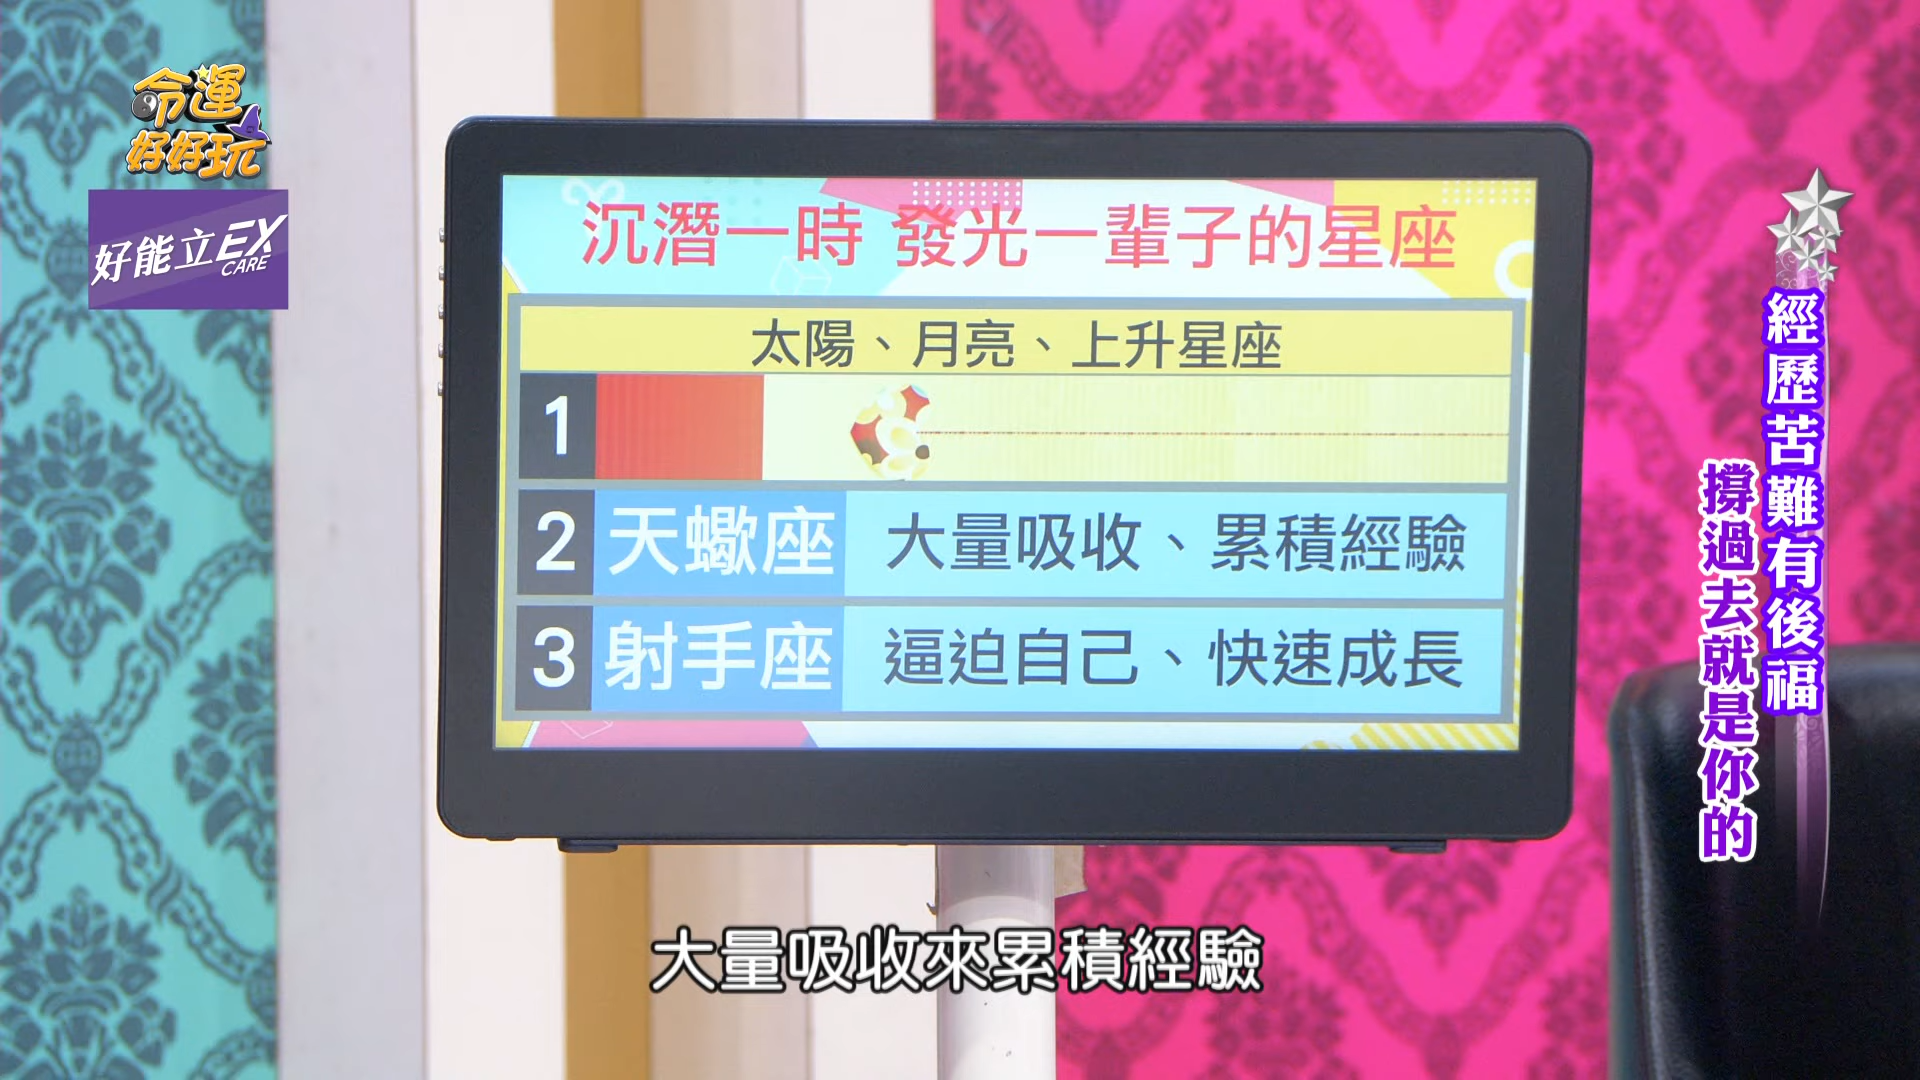 命運
好好玩
好能立EX
CARE
沉潛一時 發光一輩子的星座
太陽、月亮、上升星座
1
2 天蠍座 大量吸收、累積經驗
3 射手座 逼迫自己、快速成長
經歷苦難有後福
撐過去就是你的
大量吸收來累積經驗